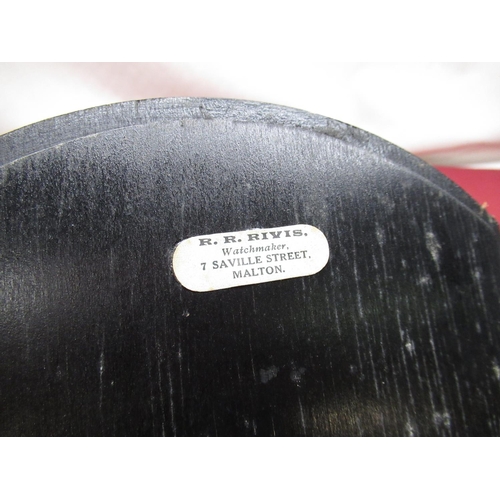 R. R. RIVIS.
Watchmaker,
7 SAVILLE STREET,
MALTON.